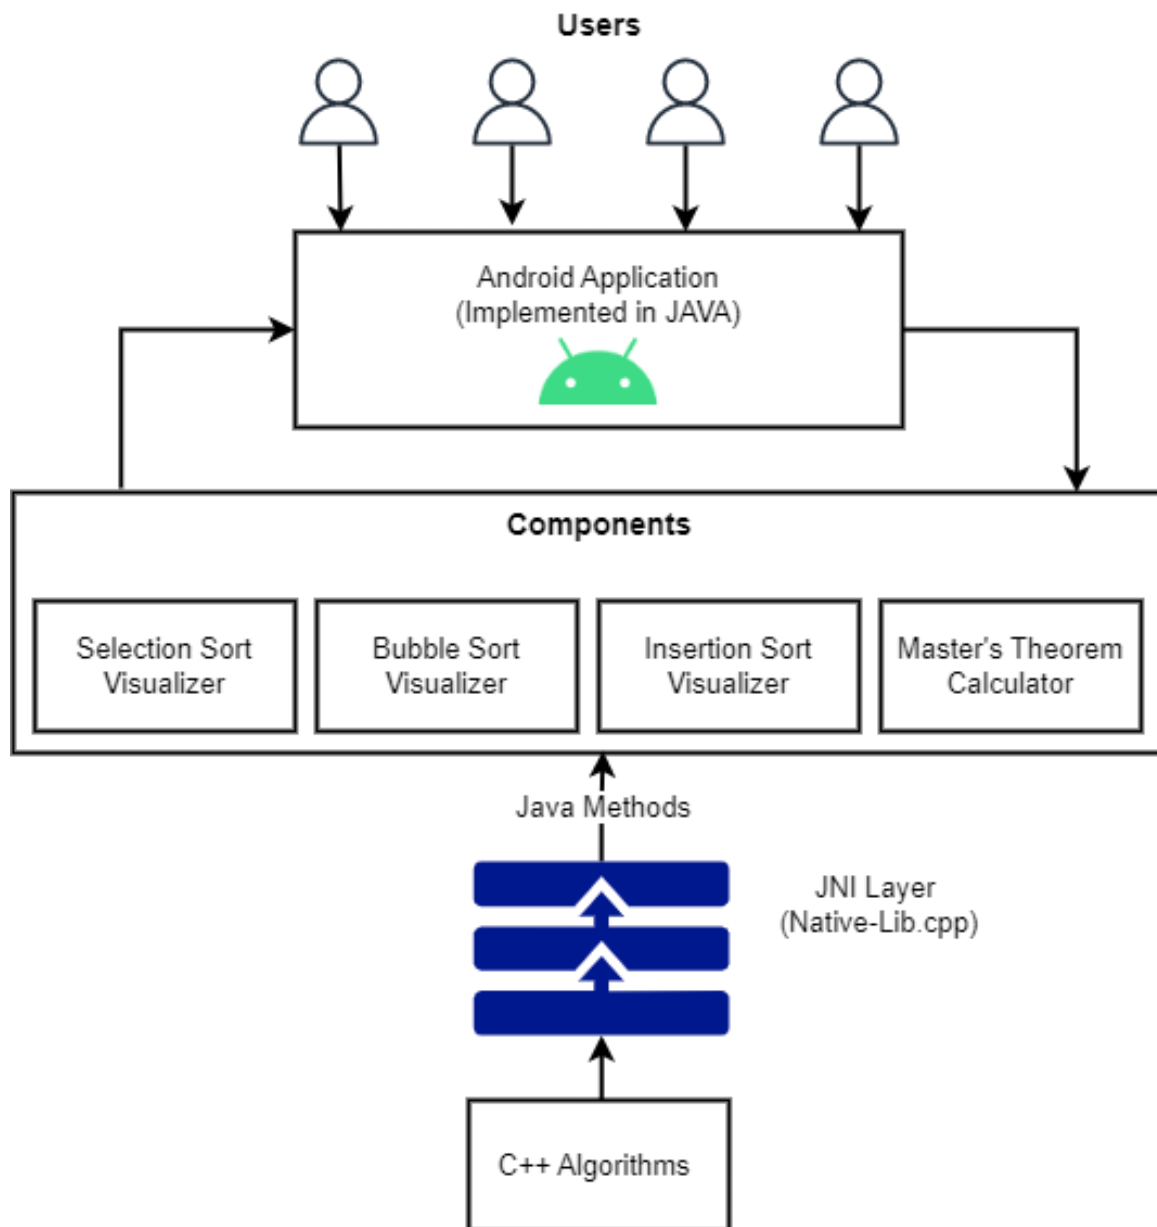 Users
Android Application
(Implemented in JAVA)
Components
Selection Sort
Visualizer
Bubble Sort
Visualizer
Insertion Sort
Visualizer
Master's Theorem
Calculator
Java Methods
JNI Layer
(Native-Lib.cpp)
C++ Algorithms